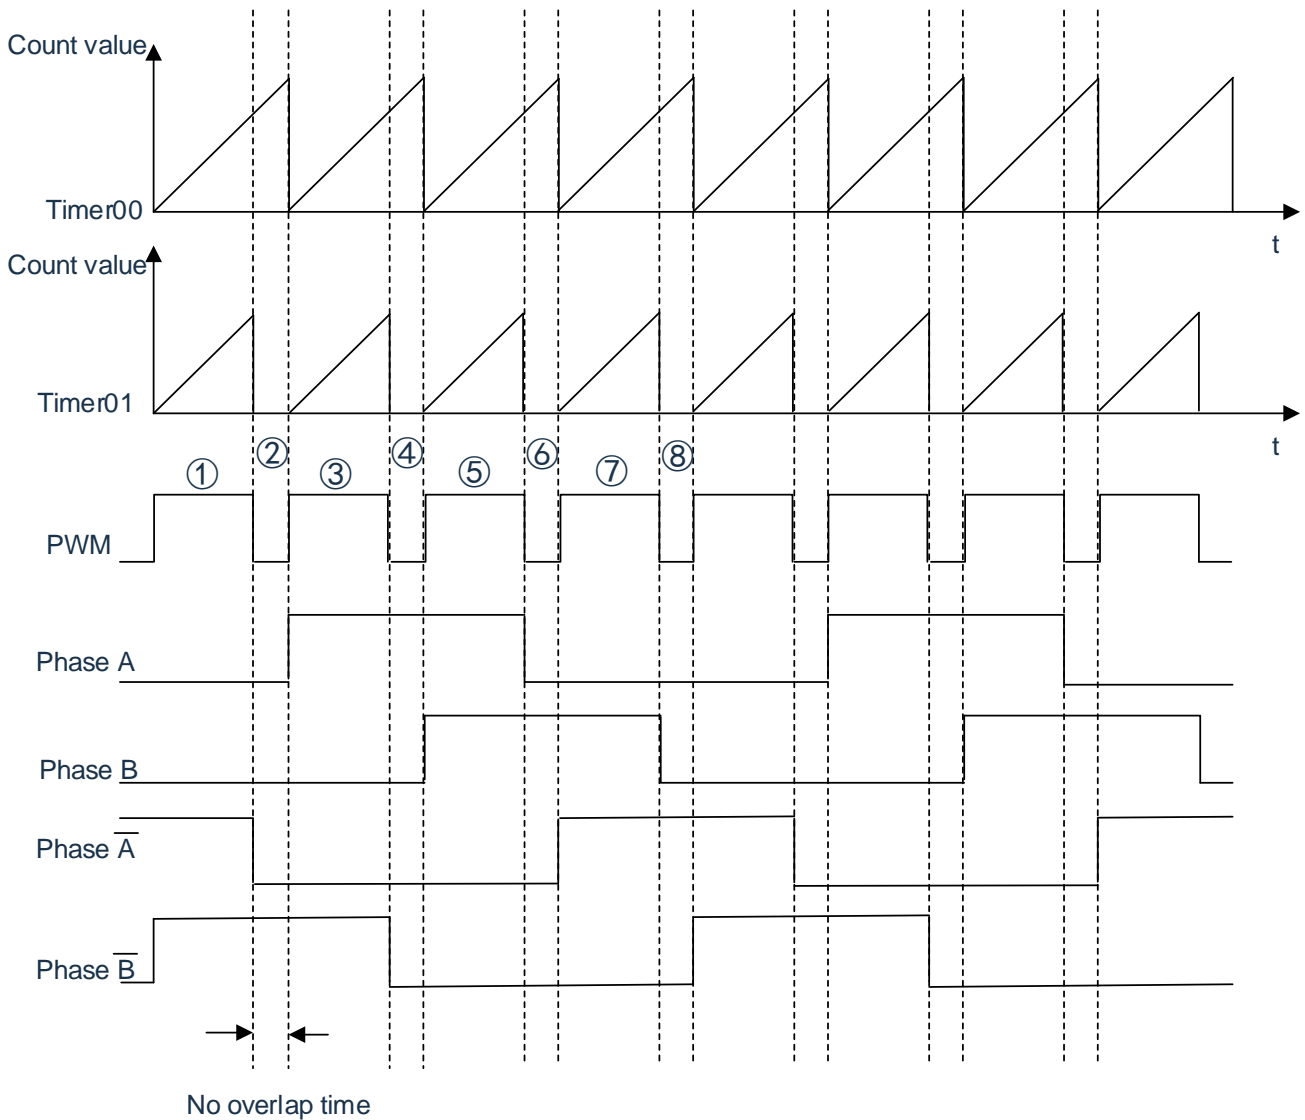 Count value
Timer00
t
Count value
Timer01
t
① ② ③ ④ ⑤ ⑥ ⑦ ⑧
PWM
Phase A
Phase B
Phase A̅
Phase B̅
No overlap time